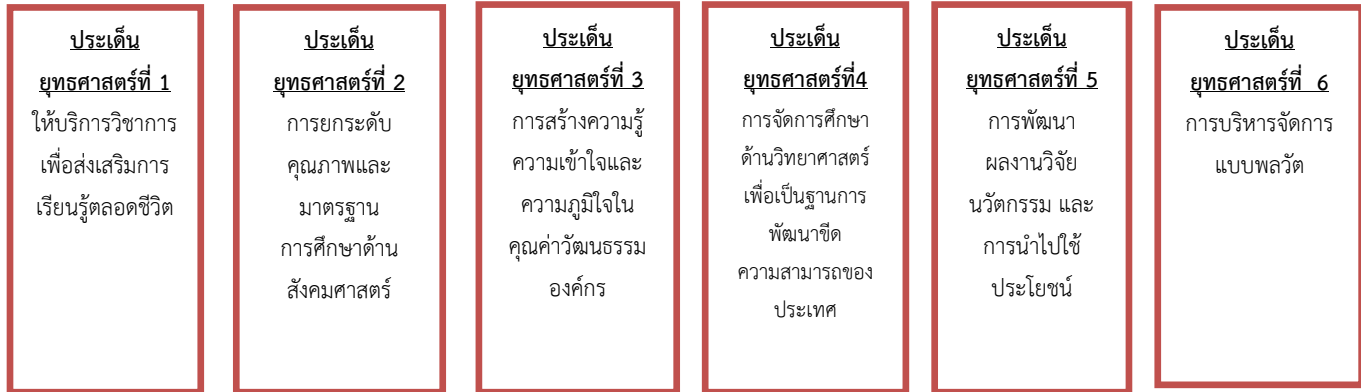 ประเด็น
ยุทธศาสตร์ที่ 1
ให้บริการวิชาการ
เพื่อส่งเสริมการ
เรียนรู้ตลอดชีวิต
ประเด็น
ยุทธศาสตร์ที่ 2
การยกระดับ
คุณภาพและ
มาตรฐาน
การศึกษาด้าน
สังคมศาสตร์
ประเด็น
ยุทธศาสตร์ที่ 3
การสร้างความรู้
ความเข้าใจและ
ความภูมิใจใน
คุณค่าวัฒนธรรม
องค์กร
ประเด็น
ยุทธศาสตร์ที่4
การจัดการศึกษา
ด้านวิทยาศาสตร์
เพื่อเป็นฐานการ
พัฒนาขีด
ความสามารถของ
ประเทศ
ประเด็น
ยุทธศาสตร์ที่ 5
การพัฒนา
ผลงานวิจัย
นวัตกรรม และ
การนำไปใช้
ประโยชน์
ประเด็น
ยุทธศาสตร์ที่ 6
การบริหารจัดการ
แบบพลวัต